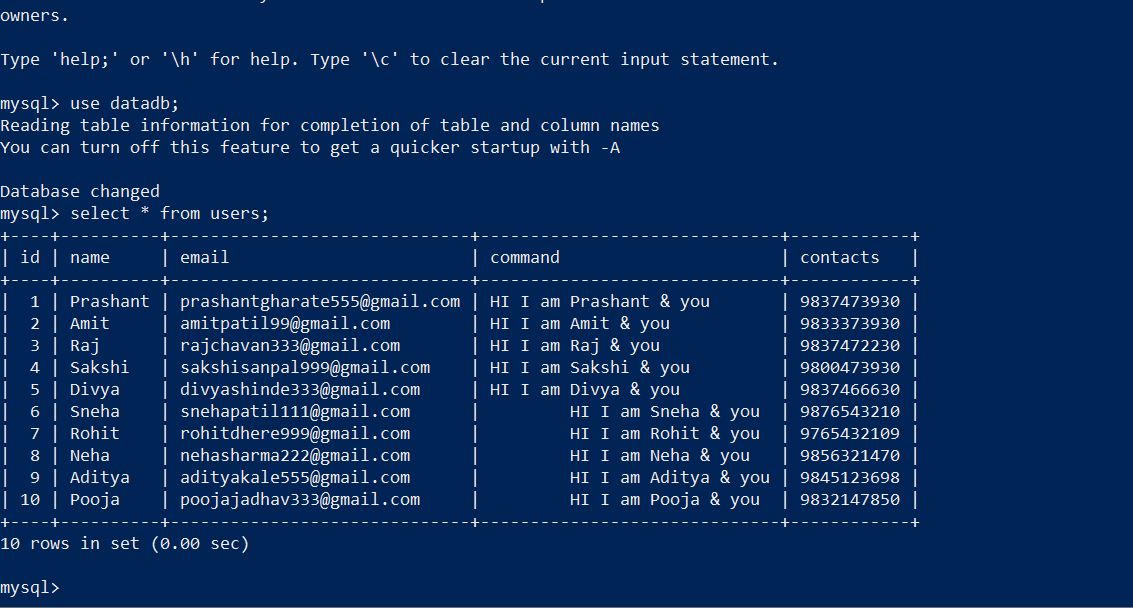 owners.
Type 'help;' or '\h' for help. Type '\c' to clear the current input statement.
mysql> use datadb;
Reading table information for completion of table and column names
You can turn off this feature to get a quicker startup with -A
Database changed
mysql> select * from users;
+----+----------+------------------------------+------------------------------+------------+
| id | name     | email                        | command                      | contacts   |
+----+----------+------------------------------+------------------------------+------------+
|  1 | Prashant | prashantgharate555@gmail.com | HI I am Prashant & you       | 9837473930 |
|  2 | Amit     | amitpatil99@gmail.com        | HI I am Amit & you           | 9833373930 |
|  3 | Raj      | rajchavan333@gmail.com       | HI I am Raj & you            | 9837472230 |
|  4 | Sakshi   | sakshisanpal999@gmail.com    | HI I am Sakshi & you         | 9800473930 |
|  5 | Divya    | divyashinde333@gmail.com     | HI I am Divya & you          | 9837466630 |
|  6 | Sneha    | snehapatil111@gmail.com      |         HI I am Sneha & you  | 9876543210 |
|  7 | Rohit    | rohitdhere999@gmail.com      |         HI I am Rohit & you  | 9765432109 |
|  8 | Neha     | nehasharma222@gmail.com      |         HI I am Neha & you   | 9856321470 |
|  9 | Aditya   | adityakale555@gmail.com      |         HI I am Aditya & you | 9845123698 |
| 10 | Pooja    | poojajadhav333@gmail.com     |         HI I am Pooja & you  | 9832147850 |
+----+----------+------------------------------+------------------------------+------------+
10 rows in set (0.00 sec)
mysql>